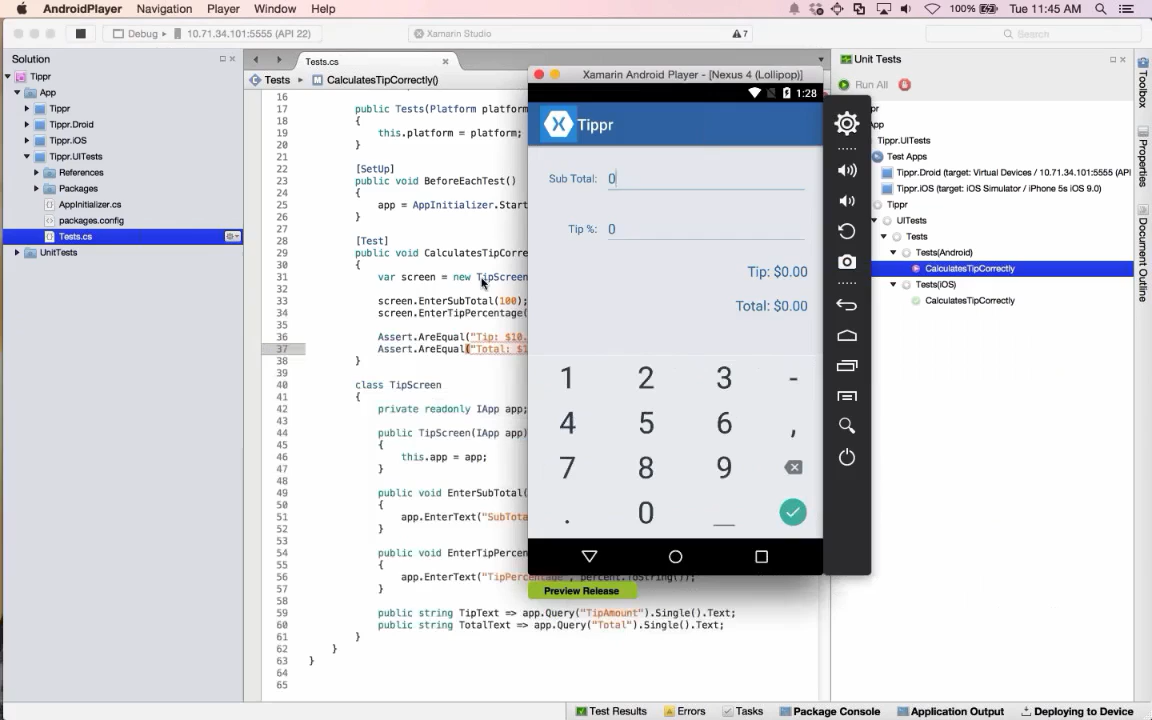 AndroidPlayer Navigation Player Window Help
100% Tue 11:45 AM
Debug 10.71.34.101:5555 (API 22)
Xamarin Studio
7
Search
Solution
Tippr
App
Tippr
Tippr.Droid
Tippr.iOS
Tippr.UITests
References
Packages
AppInitializer.cs
packages.config
Tests.cs
UnitTests
Tests.cs
Tests CalculatesTipCorrectly()
16
17 public Tests(Platform platform
18 {
19 this.platform = platform;
20 }
21
22 [SetUp]
23 public void BeforeEachTest()
24 {
25 app = AppInitializer.Start
26 }
27
28 [Test]
29 public void CalculatesTipCorre
30 {
31 var screen = new TipScreen
32
33 screen.EnterSubTotal(100);
34 screen.EnterTipPercentage(
35
36 Assert.AreEqual("Tip: $10.
37 Assert.AreEqual("Total: $1
38 }
39
40 class TipScreen
41 {
42 private readonly IApp app;
43
44 public TipScreen(IApp app)
45 {
46 this.app = app;
47 }
48
49 public void EnterSubTotal(
50 {
51 app.EnterText("SubTota
52 }
53
54 public void EnterTipPercen
55 {
56 app.EnterText("TipPercentage", percent.ToString());
57 }
58
59 public string TipText => app.Query("TipAmount").Single().Text;
60 public string TotalText => app.Query("Total").Single().Text;
61 }
62 }
63 }
64
65
Xamarin Android Player - [Nexus 4 (Lollipop)]
1:28
Tippr
Sub Total: 0
Tip %: 0
Tip: $0.00
Total: $0.00
1 2 3 -
4 5 6 ,
7 8 9
. 0 _
Preview Release
Unit Tests
Run All
pr
App
Tippr.UITests
Test Apps
Tippr.Droid (target: Virtual Devices / 10.71.34.101:5555 (API
Tippr.iOS (target: iOS Simulator / iPhone 5s iOS 9.0)
Tippr
UITests
Tests
Tests(Android)
CalculatesTipCorrectly
Tests(iOS)
CalculatesTipCorrectly
Toolbox
Properties
Document Outline
Test Results Errors Tasks Package Console Application Output Deploying to Device